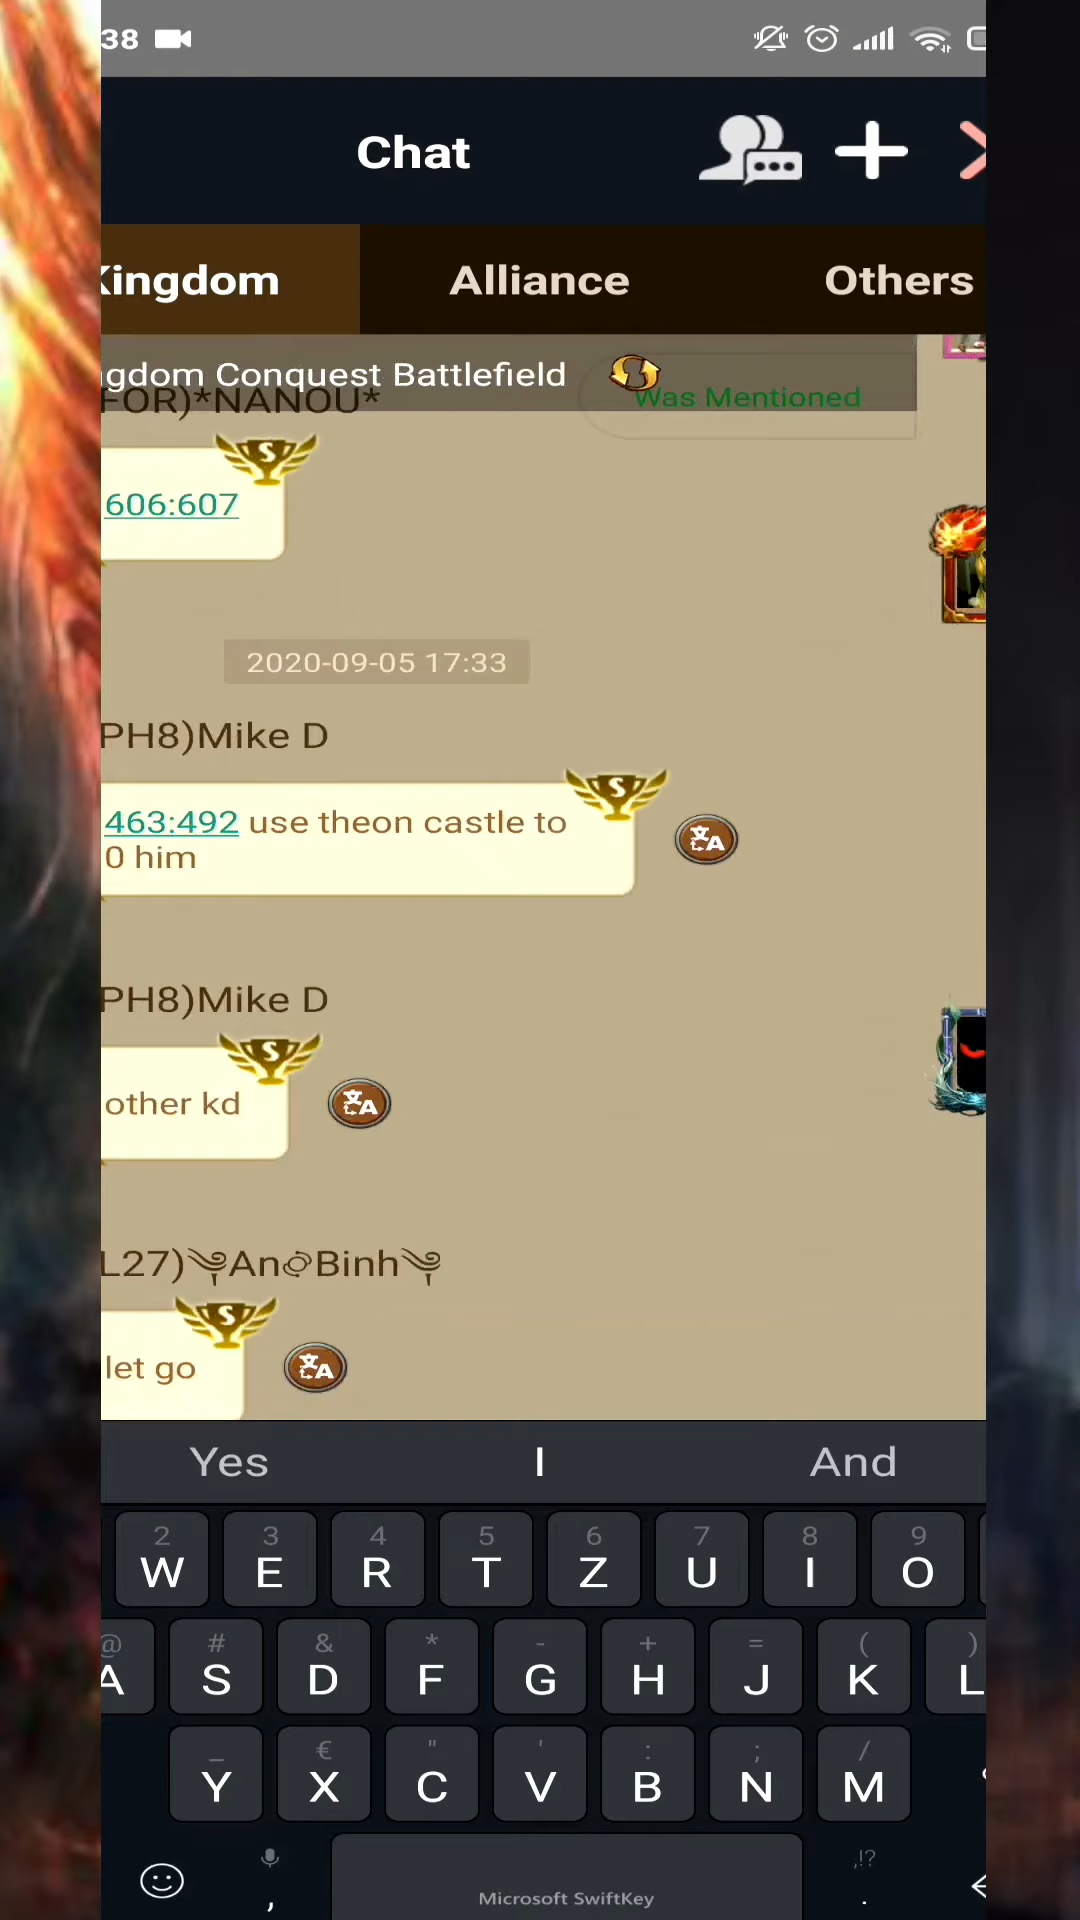 38
Chat
Kingdom Alliance Others
gdom Conquest Battlefield
FOR)*NANOU*
Was Mentioned
606:607
2020-09-05 17:33
PH8)Mike D
463:492 use theon castle to
0 him
PH8)Mike D
other kd
L27)༆An꧔Binh༆
let go
Yes I And
2 3 4 5 6 7 8 9
W E R T Z U I O
@ # & * - + = ( )
A S D F G H J K L
_ € " ' : ; /
Y X C V B N M
,!?
, .
Microsoft SwiftKey